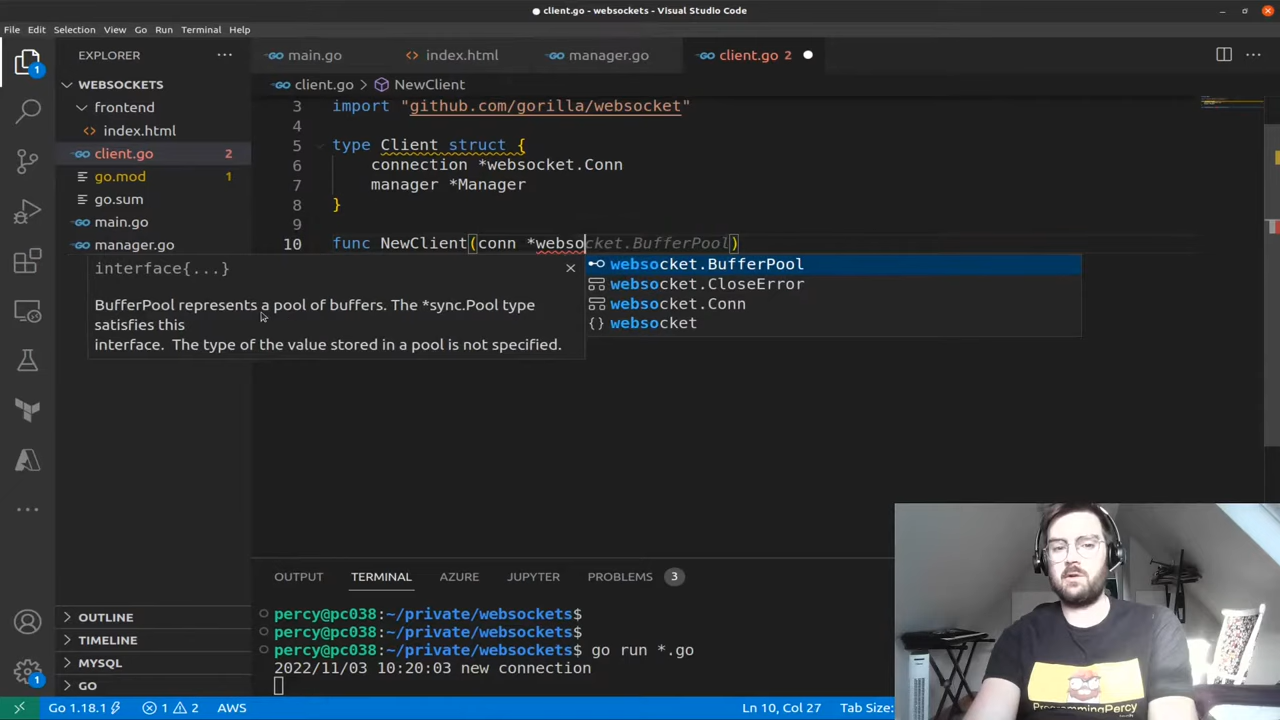 client.go - websockets - Visual Studio Code
File Edit Selection View Go Run Terminal Help
EXPLORER
main.go
index.html
manager.go
client.go 2
WEBSOCKETS
frontend
index.html
client.go 2
go.mod 1
go.sum
main.go
manager.go
client.go > NewClient
3 import "github.com/gorilla/websocket"
4
5 type Client struct {
6 connection *websocket.Conn
7 manager *Manager
8 }
9
10 func NewClient(conn *websocket.BufferPool)
interface{...}
BufferPool represents a pool of buffers. The *sync.Pool type
satisfies this
interface. The type of the value stored in a pool is not specified.
websocket.BufferPool
websocket.CloseError
websocket.Conn
websocket
OUTPUT TERMINAL AZURE JUPYTER PROBLEMS 3
percy@pc038:~/private/websockets$
percy@pc038:~/private/websockets$
percy@pc038:~/private/websockets$ go run *.go
2022/11/03 10:20:03 new connection
OUTLINE
TIMELINE
MYSQL
GO
1
1
ProgrammingPercy
tech
Go 1.18.1 1 2 AWS Ln 10, Col 27 Tab Size: